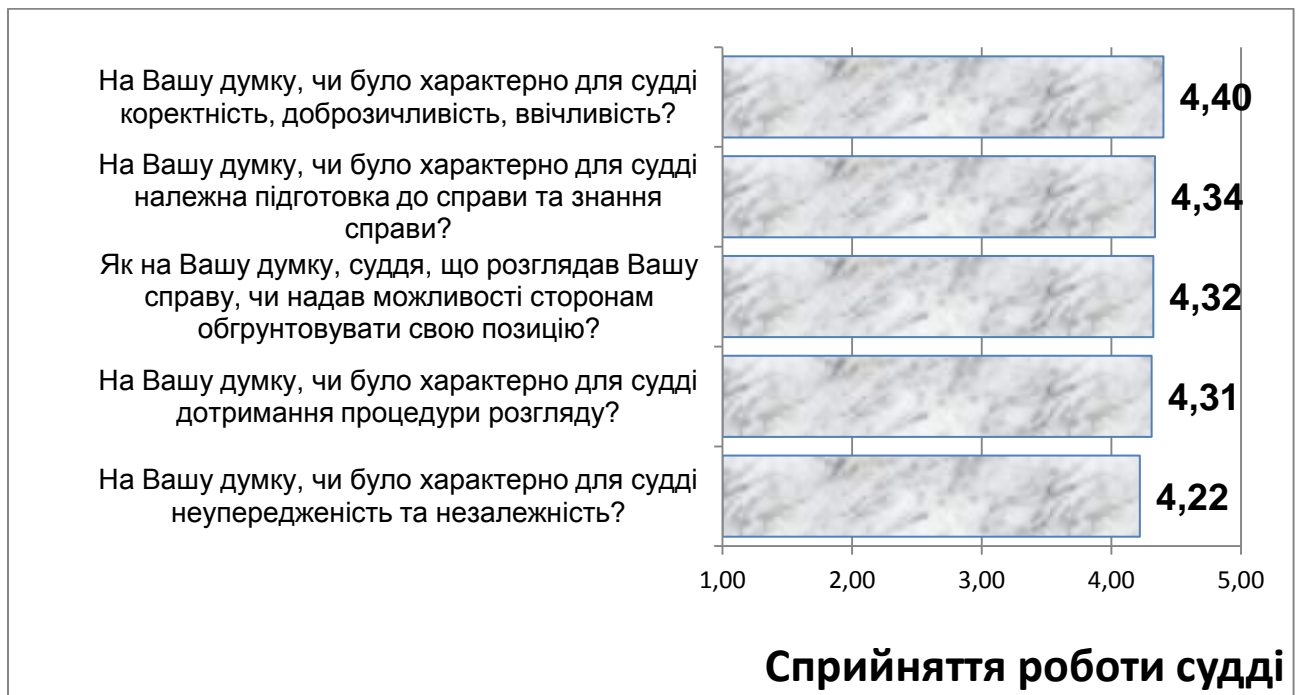 На Вашу думку, чи було характерно для судді
коректність, доброзичливість, ввічливість?
4,40
На Вашу думку, чи було характерно для судді
належна підготовка до справи та знання
справи?
4,34
Як на Вашу думку, суддя, що розглядав Вашу
справу, чи надав можливості сторонам
обгрунтовувати свою позицію?
4,32
На Вашу думку, чи було характерно для судді
дотримання процедури розгляду?
4,31
На Вашу думку, чи було характерно для судді
неупередженість та незалежність?
4,22
1,00 2,00 3,00 4,00 5,00
Сприйняття роботи судді